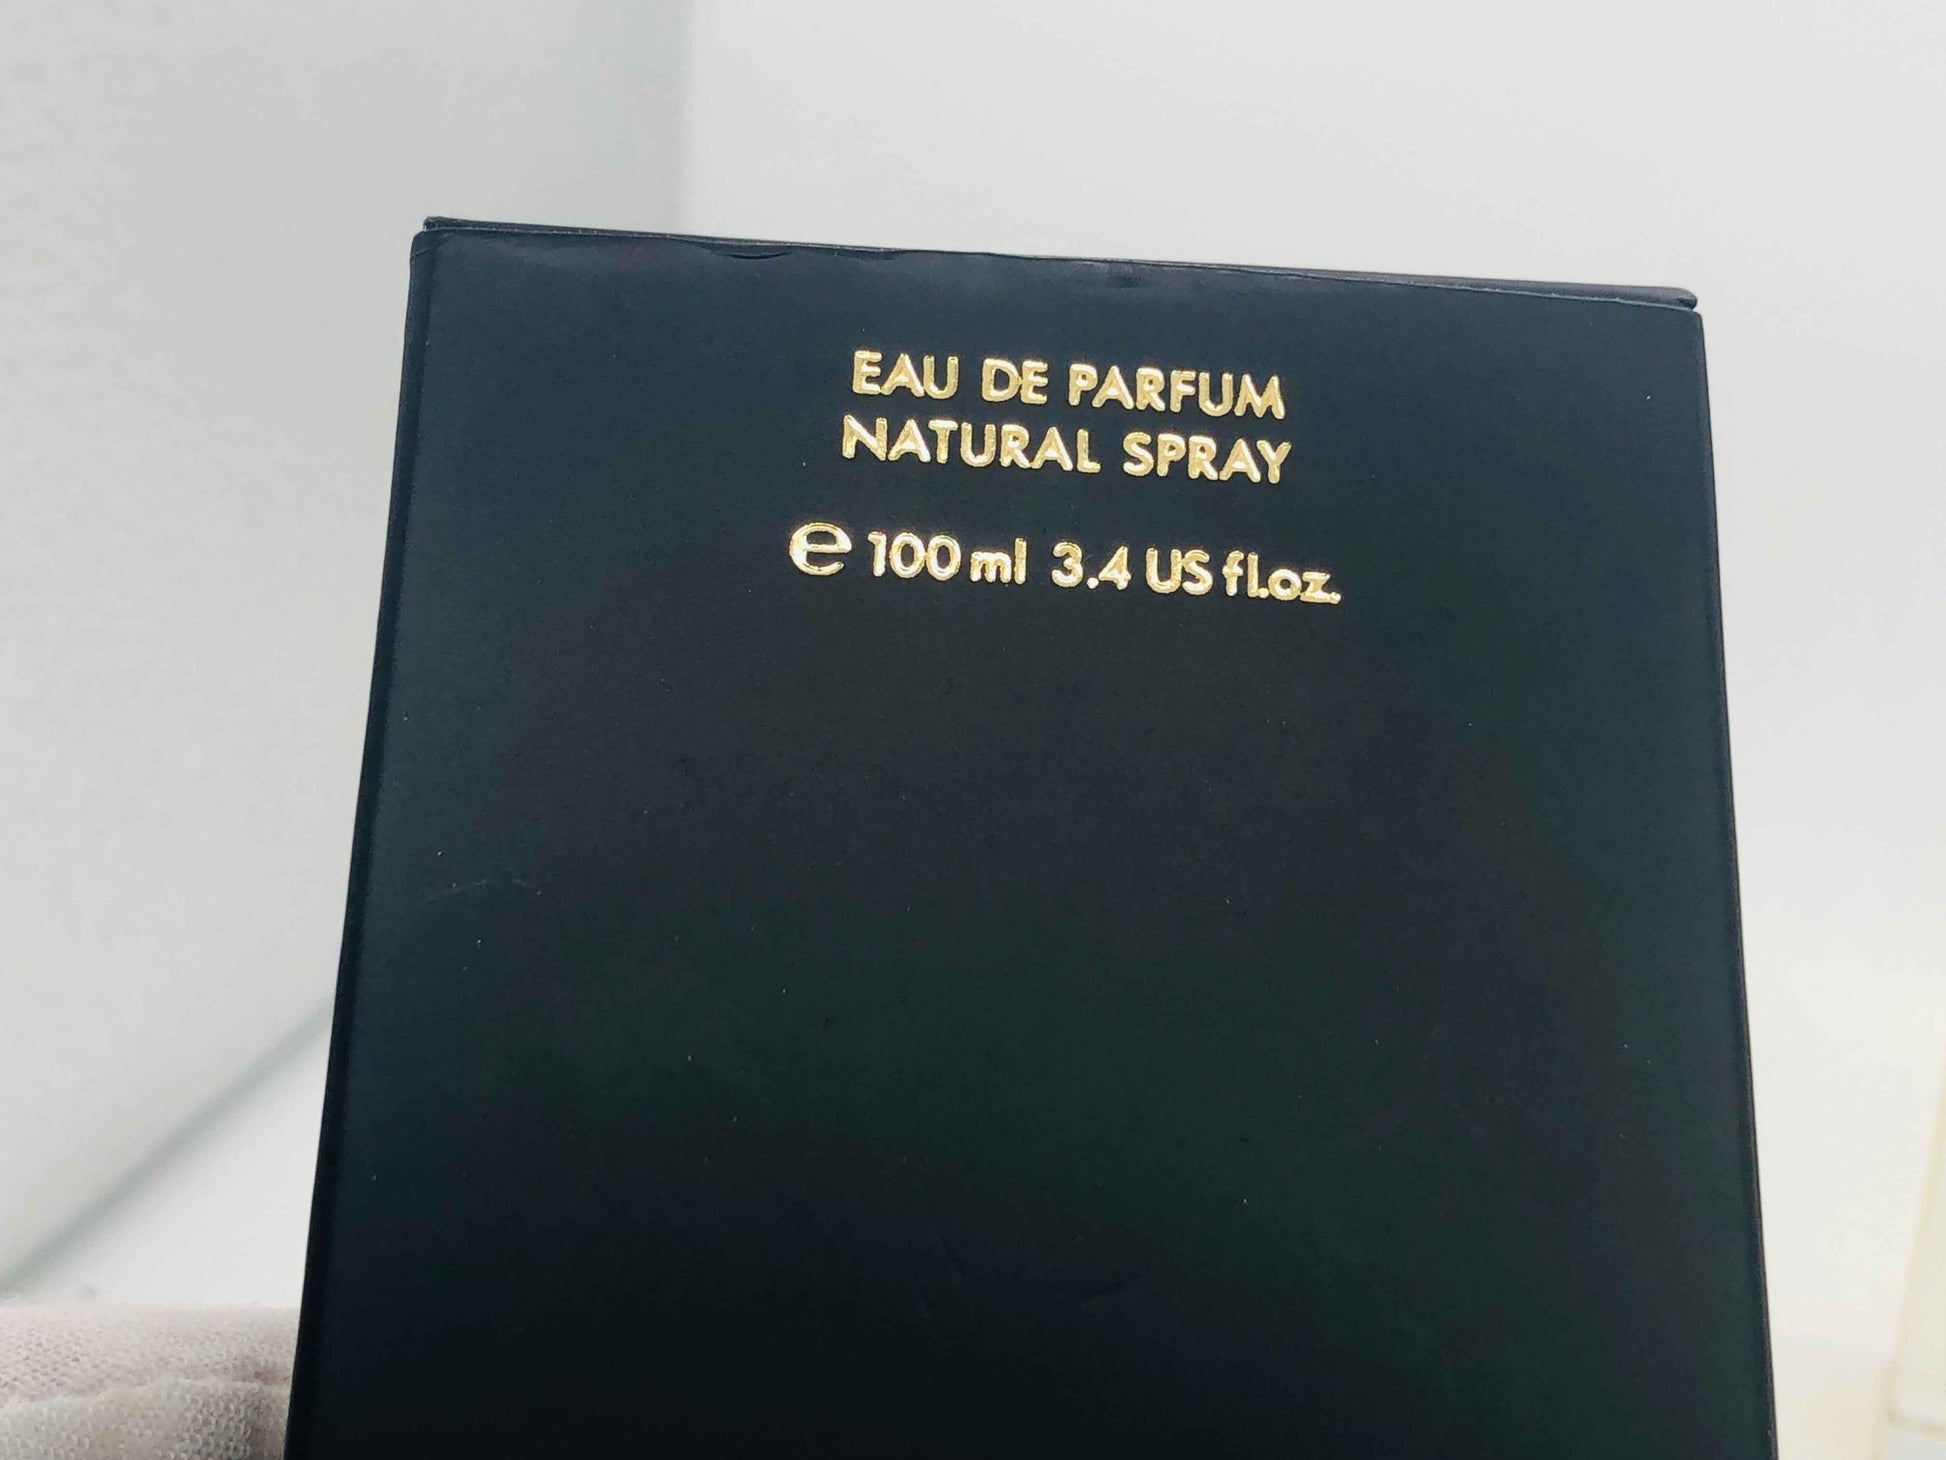 EAU DE PARFUM
NATURAL SPRAY
℮ 100 ml 3.4 US fl.oz.